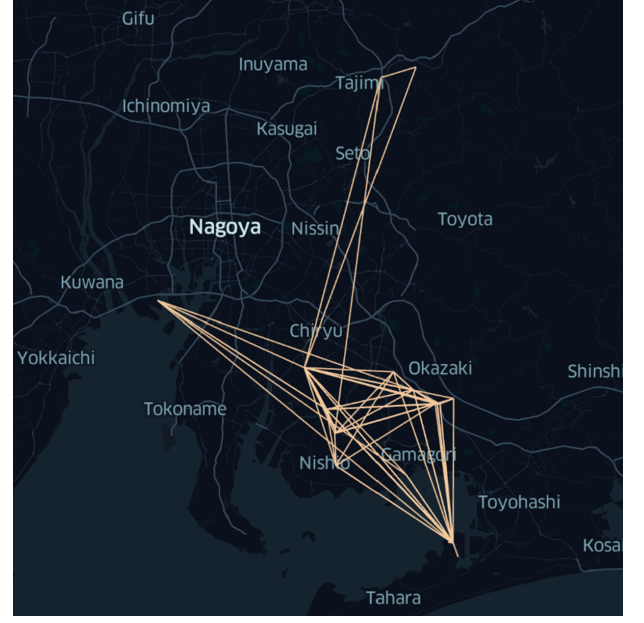 Gifu
Inuyama
Tajimi
Ichinomiya
Kasugai
Seto
Toyota
Nagoya
Nissin
Kuwana
Chiryu
Yokkaichi
Okazaki
Shinshi
Tokoname
Gamagori
Nishio
Toyohashi
Kosai
Tahara